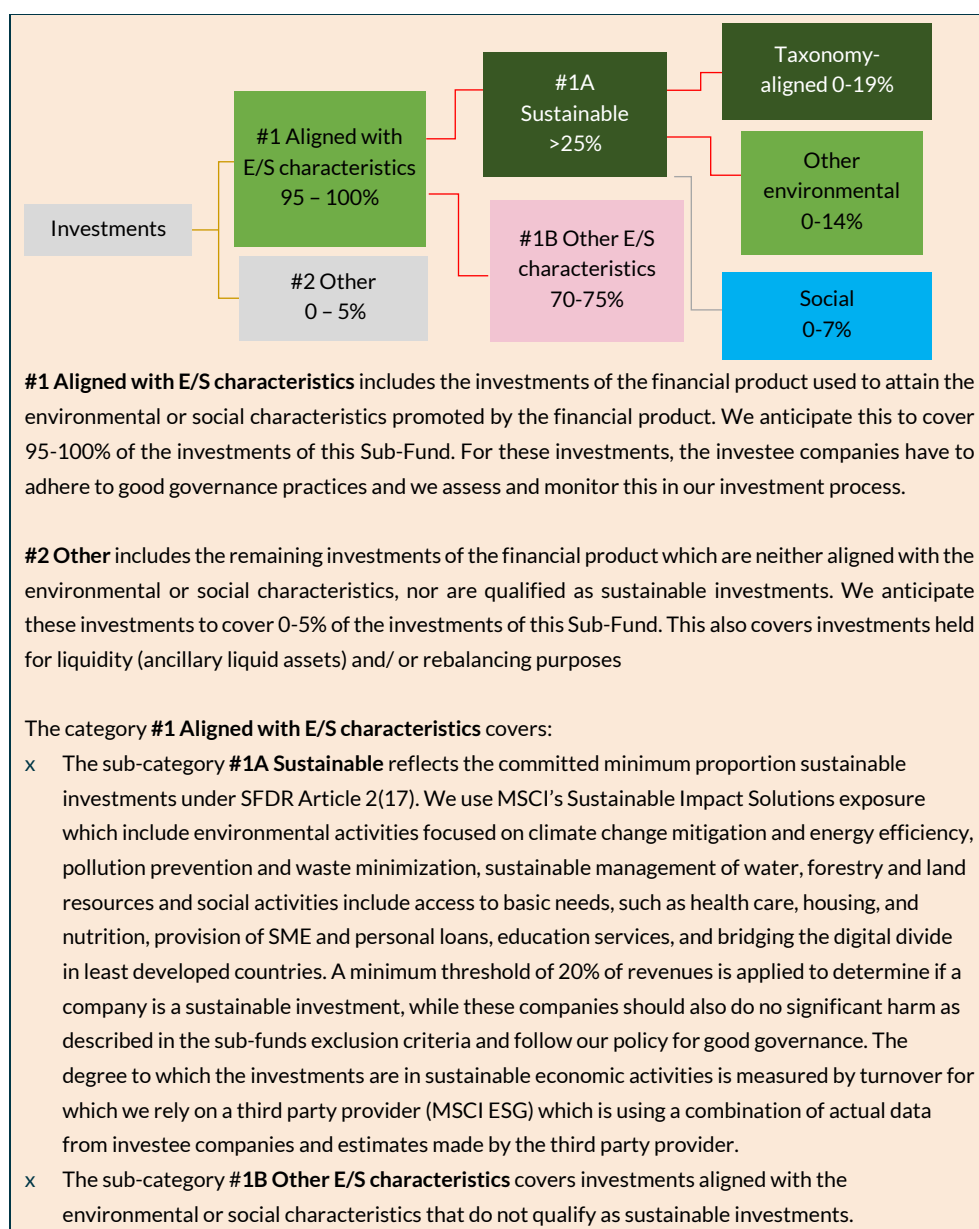 Investments
#1 Aligned with
E/S characteristics
95 – 100%
#2 Other
0 – 5%
#1A
Sustainable
>25%
#1B Other E/S
characteristics
70-75%
Taxonomy-
aligned 0-19%
Other
environmental
0-14%
Social
0-7%
#1 Aligned with E/S characteristics includes the investments of the financial product used to attain the
environmental or social characteristics promoted by the financial product. We anticipate this to cover
95-100% of the investments of this Sub-Fund. For these investments, the investee companies have to
adhere to good governance practices and we assess and monitor this in our investment process.
#2 Other includes the remaining investments of the financial product which are neither aligned with the
environmental or social characteristics, nor are qualified as sustainable investments. We anticipate
these investments to cover 0-5% of the investments of this Sub-Fund. This also covers investments held
for liquidity (ancillary liquid assets) and/ or rebalancing purposes
The category #1 Aligned with E/S characteristics covers:
x The sub-category #1A Sustainable reflects the committed minimum proportion sustainable
investments under SFDR Article 2(17). We use MSCI’s Sustainable Impact Solutions exposure
which include environmental activities focused on climate change mitigation and energy efficiency,
pollution prevention and waste minimization, sustainable management of water, forestry and land
resources and social activities include access to basic needs, such as health care, housing, and
nutrition, provision of SME and personal loans, education services, and bridging the digital divide
in least developed countries. A minimum threshold of 20% of revenues is applied to determine if a
company is a sustainable investment, while these companies should also do no significant harm as
described in the sub-funds exclusion criteria and follow our policy for good governance. The
degree to which the investments are in sustainable economic activities is measured by turnover for
which we rely on a third party provider (MSCI ESG) which is using a combination of actual data
from investee companies and estimates made by the third party provider.
x The sub-category #1B Other E/S characteristics covers investments aligned with the
environmental or social characteristics that do not qualify as sustainable investments.